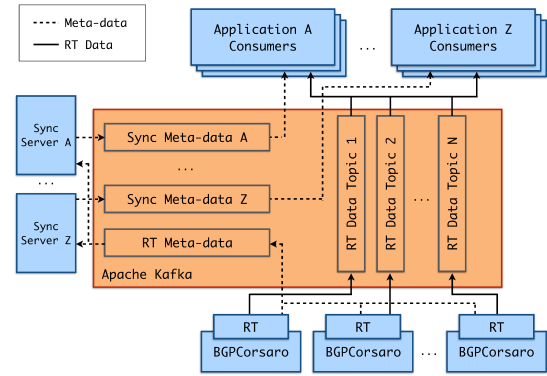 Meta-data
RT Data
Application A
Consumers
...
Application Z
Consumers
Sync
Server A
...
Sync
Server Z
Sync Meta-data A
...
Sync Meta-data Z
RT Meta-data
Apache Kafka
RT Data Topic 1
RT Data Topic 2
...
RT Data Topic N
RT
BGPCorsaro
RT
BGPCorsaro
...
RT
BGPCorsaro